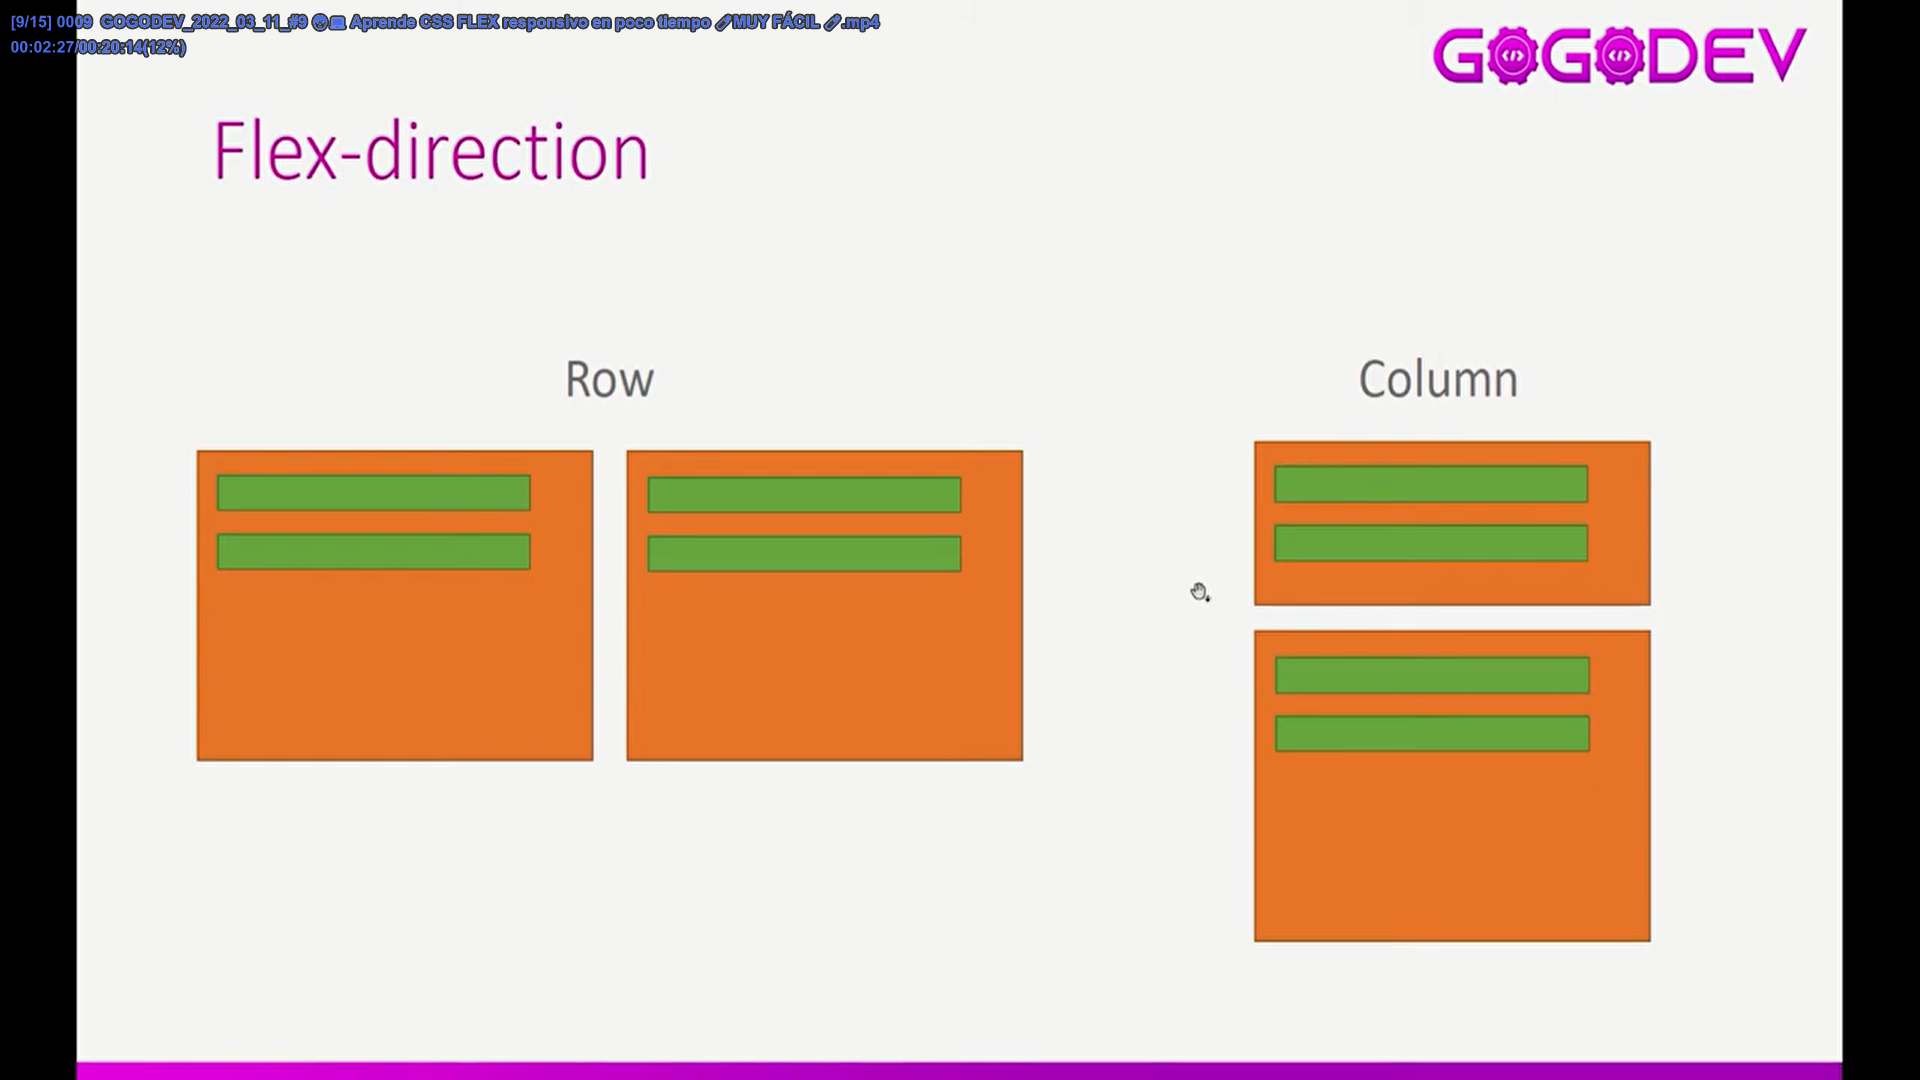 [9/15] 0009 GOGODEV_2022_03_11_#9 🧑‍💻 Aprende CSS FLEX responsivo en poco tiempo 🖍MUY FÁCIL 🖍.mp4
00:02:27/00:20:14(12%)
GOGODEV
Flex-direction
Row
Column